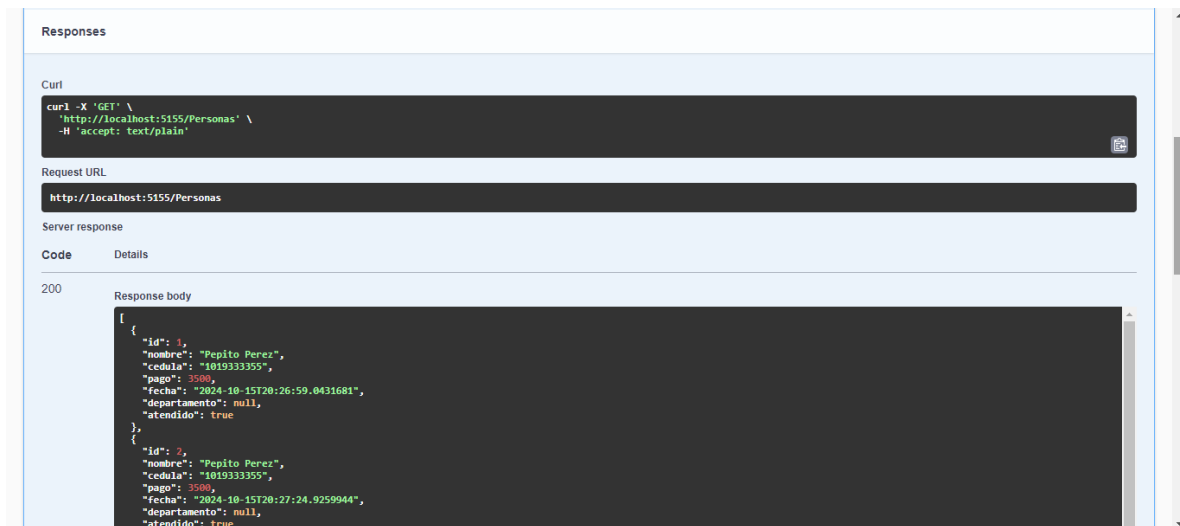 Responses
Curl
curl -X 'GET' \
'http://localhost:5155/Personas' \
-H 'accept: text/plain'
Request URL
http://localhost:5155/Personas
Server response
Code Details
200
Response body
[
{
"id": 1,
"nombre": "Pepito Perez",
"cedula": "1019333355",
"pago": 3500,
"fecha": "2024-10-15T20:26:59.0431681",
"departamento": null,
"atendido": true
},
{
"id": 2,
"nombre": "Pepito Perez",
"cedula": "1019333355",
"pago": 3500,
"fecha": "2024-10-15T20:27:24.9259944",
"departamento": null,
"atendido": true